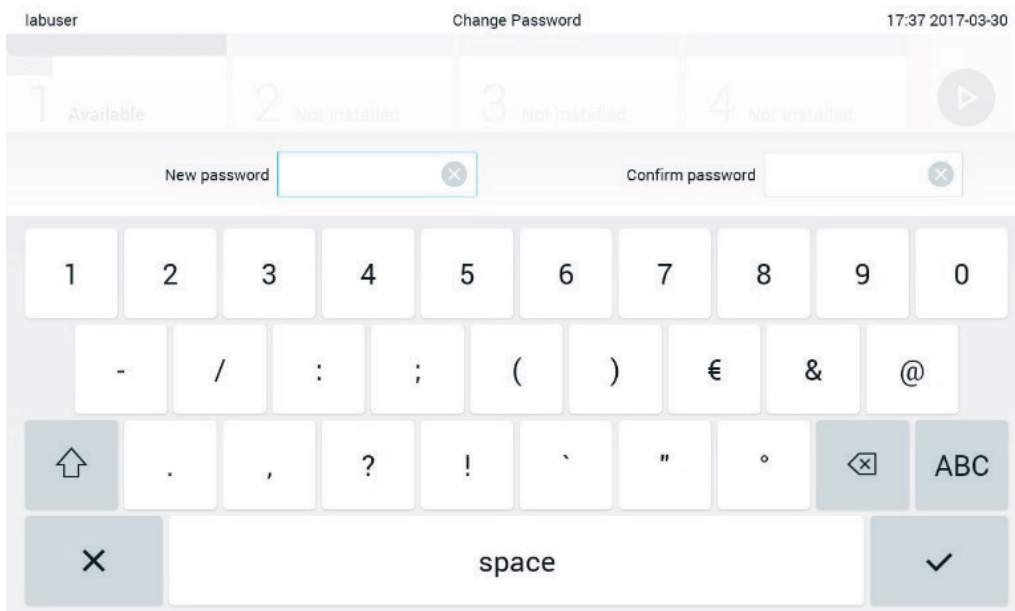 labuser Change Password 17:37 2017-03-30
1 Available 2 Not installed 3 Not installed 4 Not installed
New password Confirm password
1 2 3 4 5 6 7 8 9 0
- / : ; ( ) € & @
. , ? ! ` " ° ABC
space